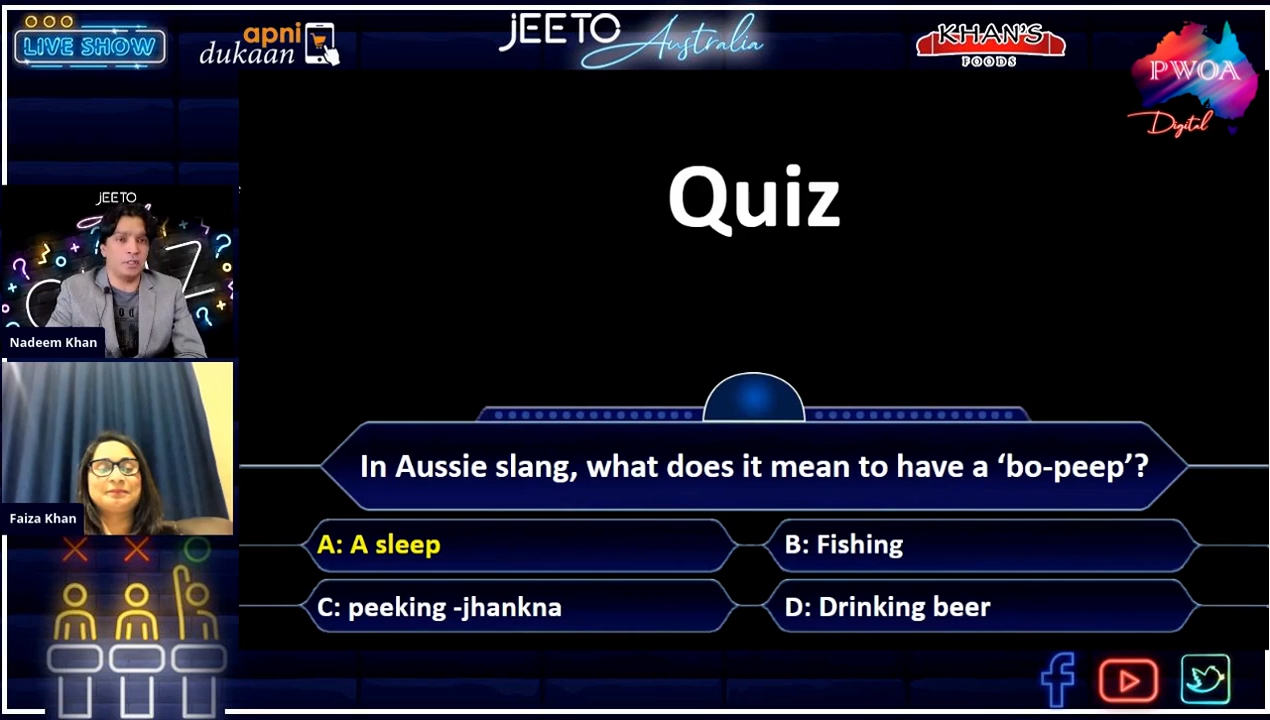 LIVE SHOW
apni
dukaan
JEETO Australia
KHAN'S
FOODS
PWOA
Digital
Quiz
JEETO
Nadeem Khan
Faiza Khan
In Aussie slang, what does it mean to have a ‘bo-peep’?
A: A sleep
B: Fishing
C: peeking -jhankna
D: Drinking beer